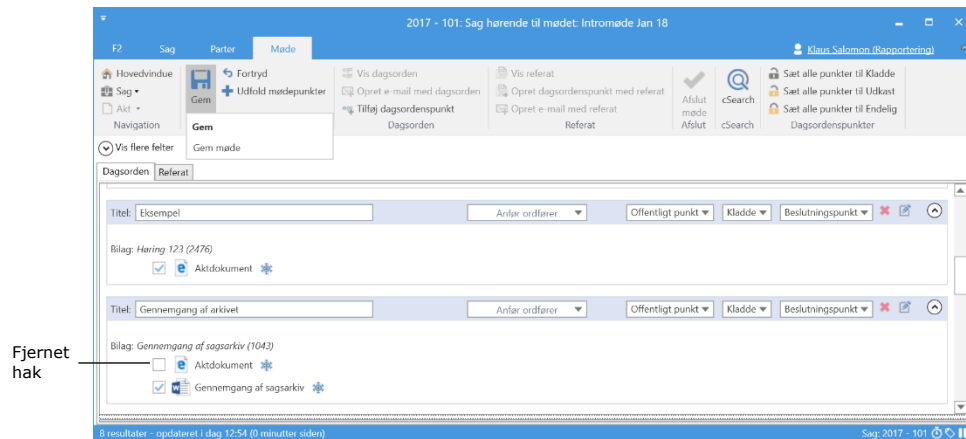 2017 - 101: Sag hørende til mødet: Intromøde Jan 18
F2 Sag Parter Møde Klaus Salomon (Rapportering)
Hovedvindue
Sag
Akt
Navigation
Gem
Fortryd
Udfold mødepunkter
Gem
Gem møde
Vis dagsorden
Opret e-mail med dagsorden
Tilføj dagsordenspunkt
Dagsorden
Vis referat
Opret dagsordenspunkt med referat
Opret e-mail med referat
Referat
Afslut
møde
Afslut
cSearch
cSearch
Sæt alle punkter til Kladde
Sæt alle punkter til Udkast
Sæt alle punkter til Endelig
Dagsordenspunkter
Vis flere felter
Dagsorden Referat
Titel: Eksempel Anfør ordfører Offentligt punkt Kladde Beslutningspunkt
Bilag: Høring 123 (2476)
Aktdokument
Titel: Gennemgang af arkivet Anfør ordfører Offentligt punkt Kladde Beslutningspunkt
Bilag: Gennemgang af sagsarkiv (1043)
Aktdokument
Gennemgang af sagsarkiv
Fjernet
hak
8 resultater - opdateret i dag 12:54 (0 minutter siden) Sag: 2017 - 101